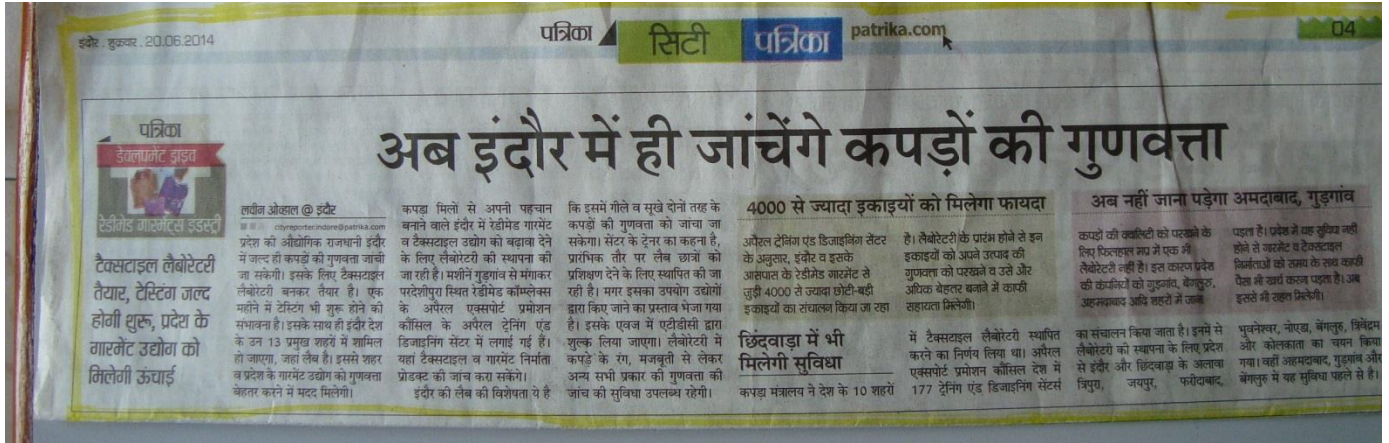 इंदौर . शुक्रवार . 20.06.2014
पत्रिका
सिटी
पत्रिका
patrika.com
04
पत्रिका
डेवलपमेंट ड्राइव
रेडीमेड गारमेंट्स इंडस्ट्री
टैक्सटाइल लैबोरेटरी
तैयार, टेस्टिंग जल्द
होगी शुरू, प्रदेश के
गारमेंट उद्योग को
मिलेगी ऊंचाई
अब इंदौर में ही जांचेंगे कपड़ों की गुणवत्ता
लवीन ओव्हाल @ इंदौर
cityreporter.indore@patrika.com
प्रदेश की औद्योगिक राजधानी इंदौर
में जल्द ही कपड़ों की गुणवत्ता जांची
जा सकेगी। इसके लिए टैक्सटाइल
लैबोरेटरी बनकर तैयार है। एक
महीने में टेस्टिंग भी शुरू होने की
संभावना है। इसके साथ ही इंदौर देश
के उन 13 प्रमुख शहरों में शामिल
हो जाएगा, जहां लैब है। इससे शहर
व प्रदेश के गारमेंट उद्योग को गुणवत्ता
बेहतर करने में मदद मिलेगी।
कपड़ा मिलों से अपनी पहचान
बनाने वाले इंदौर में रेडीमेड गारमेंट
व टैक्सटाइल उद्योग को बढ़ावा देने
के लिए लैबोरेटरी की स्थापना की
जा रही है। मशीनें गुड़गांव से मंगाकर
परदेशीपुरा स्थित रेडीमेड कॉम्प्लेक्स
के अपैरल एक्सपोर्ट प्रमोशन
कौंसिल के अपैरल ट्रेनिंग एंड
डिजाइनिंग सेंटर में लगाई गई हैं।
यहां टैक्सटाइल व गारमेंट निर्माता
प्रोडक्ट की जांच करा सकेंगे।
इंदौर की लैब की विशेषता ये है
कि इसमें गीले व सूखे दोनों तरह के
कपड़ों की गुणवत्ता को जांचा जा
सकेगा। सेंटर के ट्रेनर का कहना है,
प्रारंभिक तौर पर लैब छात्रों को
प्रशिक्षण देने के लिए स्थापित की जा
रही है। मगर इसका उपयोग उद्योगों
द्वारा किए जाने का प्रस्ताव भेजा गया
है। इसके एवज में एटीडीसी द्वारा
शुल्क लिया जाएगा। लैबोरेटरी में
कपड़े के रंग, मजबूती से लेकर
अन्य सभी प्रकार की गुणवत्ता की
जांच की सुविधा उपलब्ध रहेगी।
4000 से ज्यादा इकाइयों को मिलेगा फायदा
अपैरल ट्रेनिंग एंड डिजाइनिंग सेंटर
के अनुसार, इंदौर व इसके
आसपास के रेडीमेड गारमेंट से
जुड़ी 4000 से ज्यादा छोटी-बड़ी
इकाइयों का संचालन किया जा रहा
है। लैबोरेटरी के प्रारंभ होने से इन
इकाइयों को अपने उत्पाद की
गुणवत्ता को परखने व उसे और
अधिक बेहतर बनाने में काफी
सहायता मिलेगी।
अब नहीं जाना पड़ेगा अमदाबाद, गुड़गांव
कपड़ों की क्वालिटी को परखने के
लिए फिलहाल मप्र में एक भी
लैबोरेटरी नहीं है। इस कारण प्रदेश
की कंपनियों को गुड़गांव, बेंगलुरु,
अहमदाबाद आदि शहरों में जाना
पड़ता है। प्रदेश में यह सुविधा नहीं
होने से गारमेंट व टैक्सटाइल
निर्माताओं को समय के साथ काफी
पैसा भी खर्च करना पड़ता है। अब
इससे भी राहत मिलेगी।
छिंदवाड़ा में भी
मिलेगी सुविधा
कपड़ा मंत्रालय ने देश के 10 शहरों
में टैक्सटाइल लैबोरेटरी स्थापित
करने का निर्णय लिया था। अपैरल
एक्सपोर्ट प्रमोशन कौंसिल देश में
177 ट्रेनिंग एंड डिजाइनिंग सेंटर्स
का संचालन किया जाता है। इनमें से
लैबोरेटरी की स्थापना के लिए प्रदेश
से इंदौर और छिंदवाड़ा के अलावा
त्रिपुरा, जयपुर, फरीदाबाद,
भुवनेश्वर, नोएडा, बेंगलुरु, त्रिवेंद्रम
और कोलकाता का चयन किया
गया। वहीं अहमदाबाद, गुड़गांव और
बेंगलुरु में यह सुविधा पहले से है।